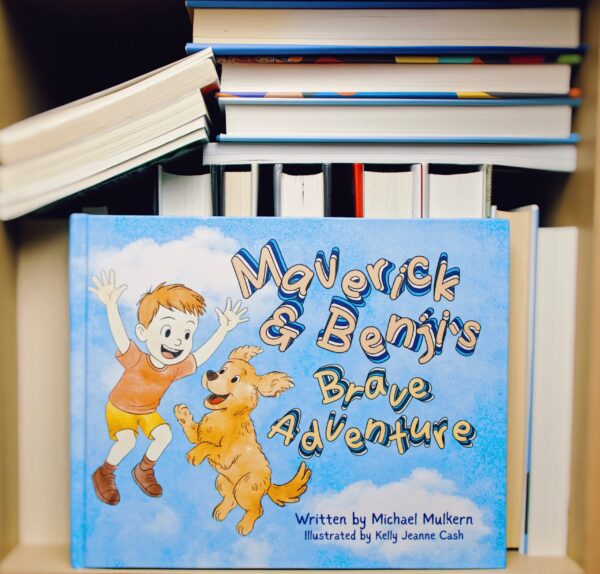 Maverick
& Benji's
Brave
Adventure
Written by Michael Mulkern
Illustrated by Kelly Jeanne Cash